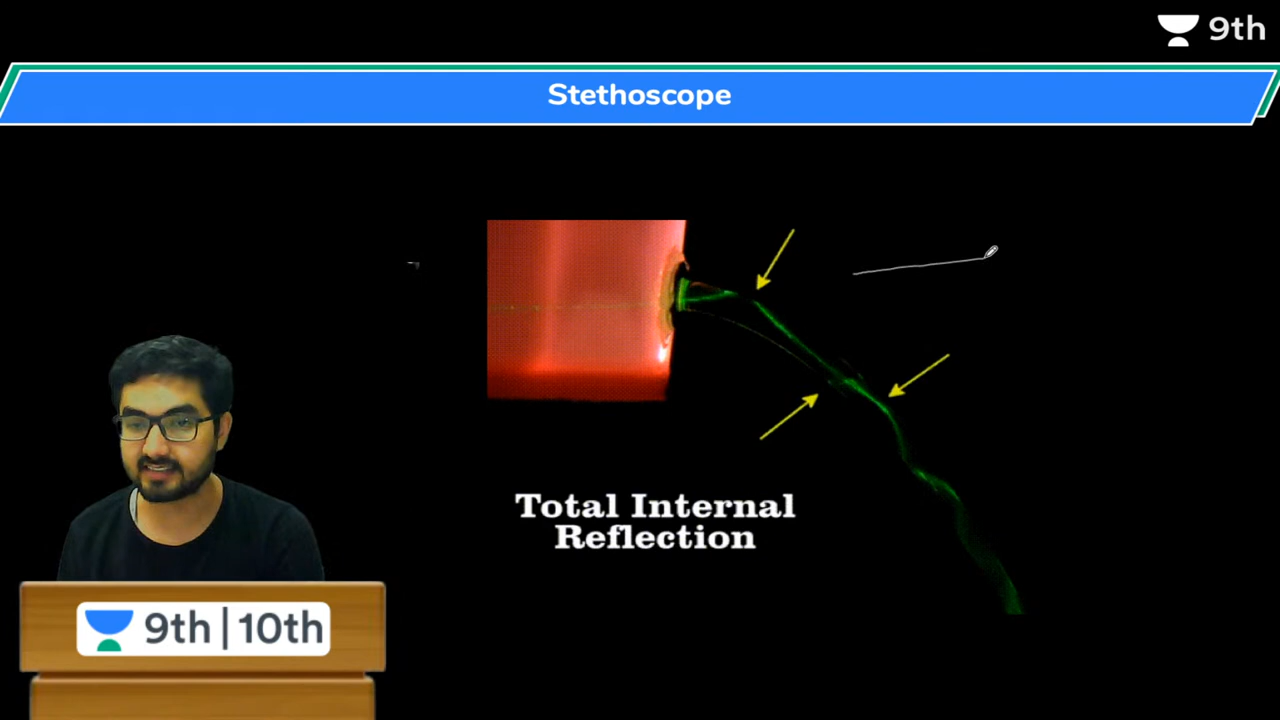 9th
Stethoscope
Total Internal
Reflection
9th|10th